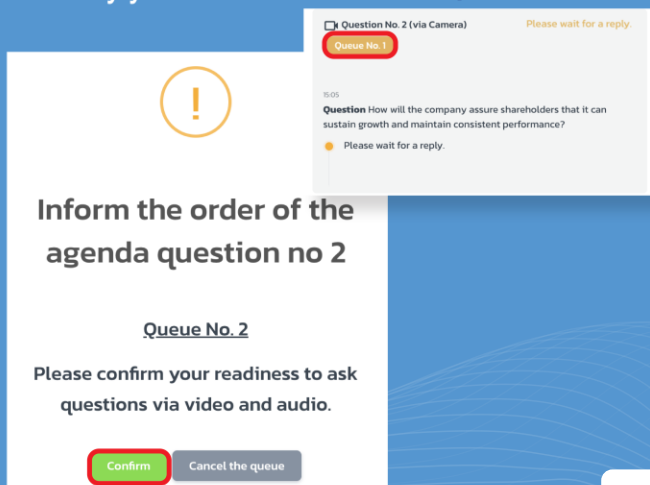 Question No. 2 (via Camera)
Please wait for a reply.
Queue No. 1
15:05
Question How will the company assure shareholders that it can
sustain growth and maintain consistent performance?
Please wait for a reply.
!
Inform the order of the
agenda question no 2
Queue No. 2
Please confirm your readiness to ask
questions via video and audio.
Confirm
Cancel the queue